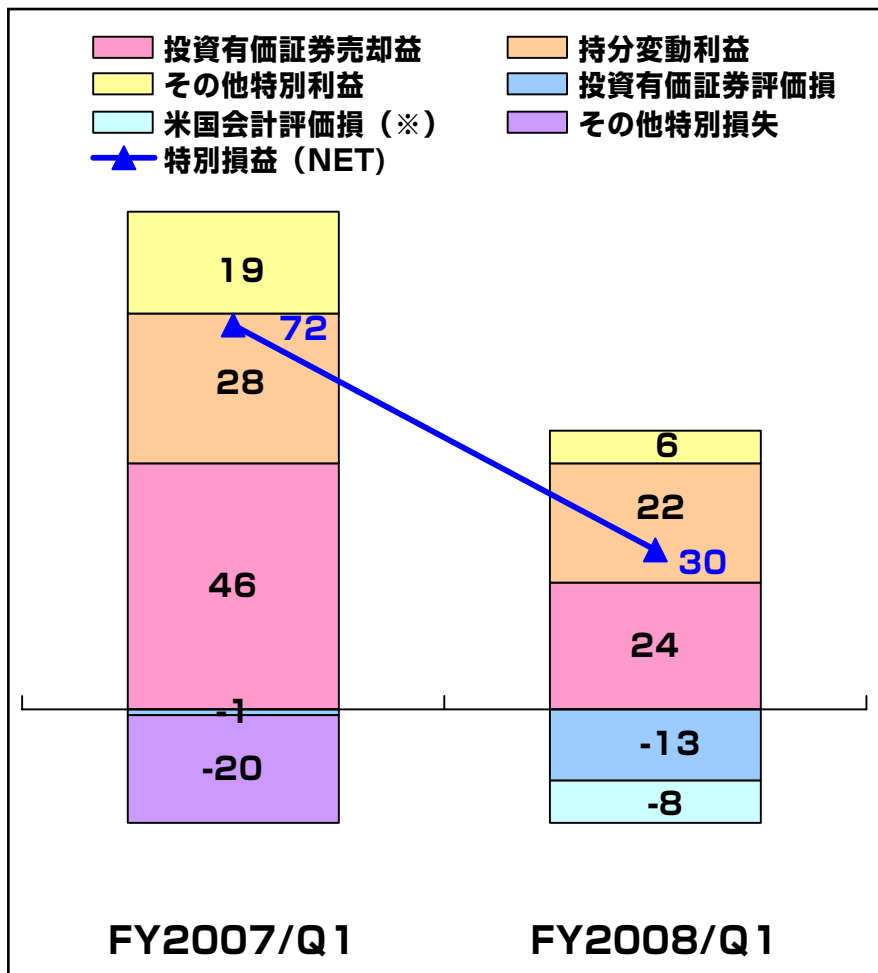 投資有価証券売却益 持分変動利益
その他特別利益 投資有価証券評価損
米国会計評価損（※） その他特別損失
特別損益（NET)
19
72
28
6
22
30
46
24
-1
-13
-20
-8
FY2007/Q1 FY2008/Q1